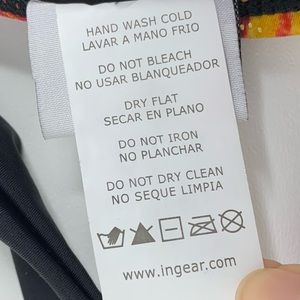 HAND WASH COLD
LAVAR A MANO FRIO
DO NOT BLEACH
NO USAR BLANQUEADOR
DRY FLAT
SECAR EN PLANO
DO NOT IRON
NO PLANCHAR
DO NOT DRY CLEAN
NO SEQUE LIMPIA
www.ingear.com